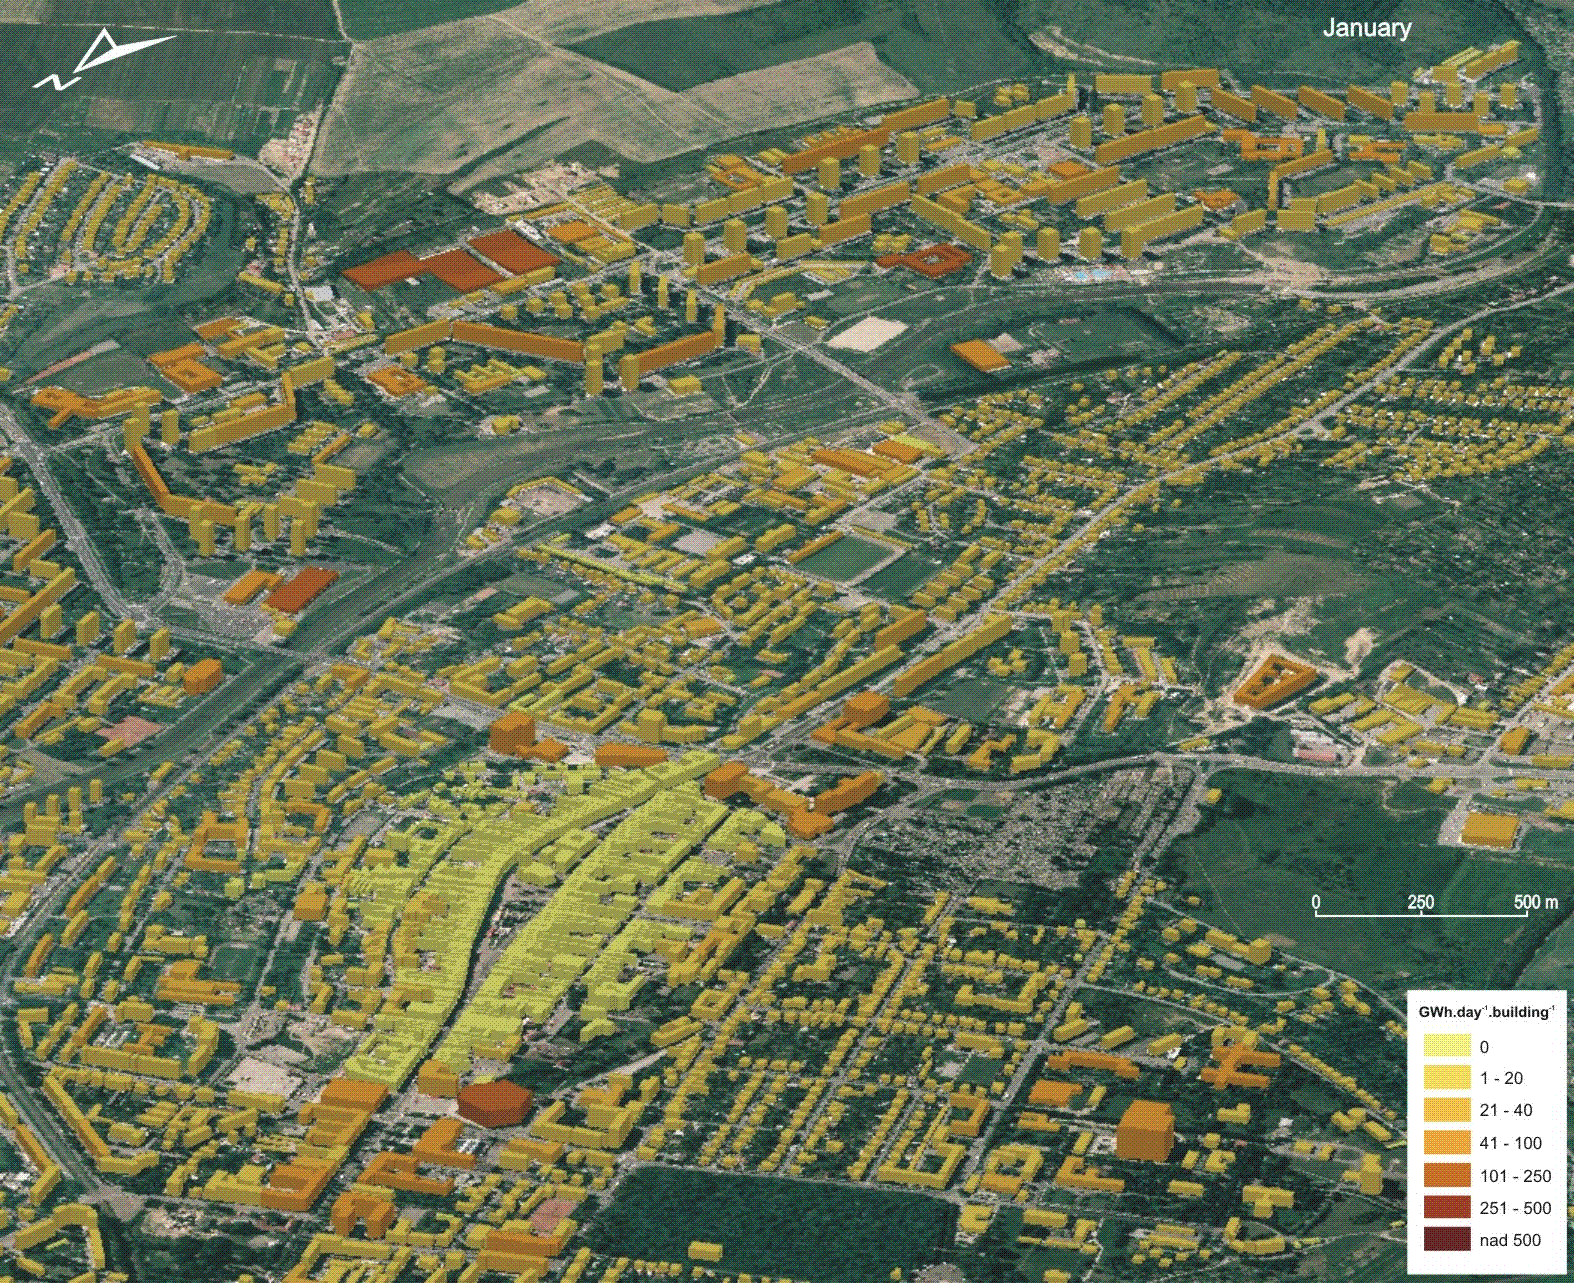 January
N
0 250 500 m
GWh.day⁻¹.building⁻¹
0
1 - 20
21 - 40
41 - 100
101 - 250
251 - 500
nad 500